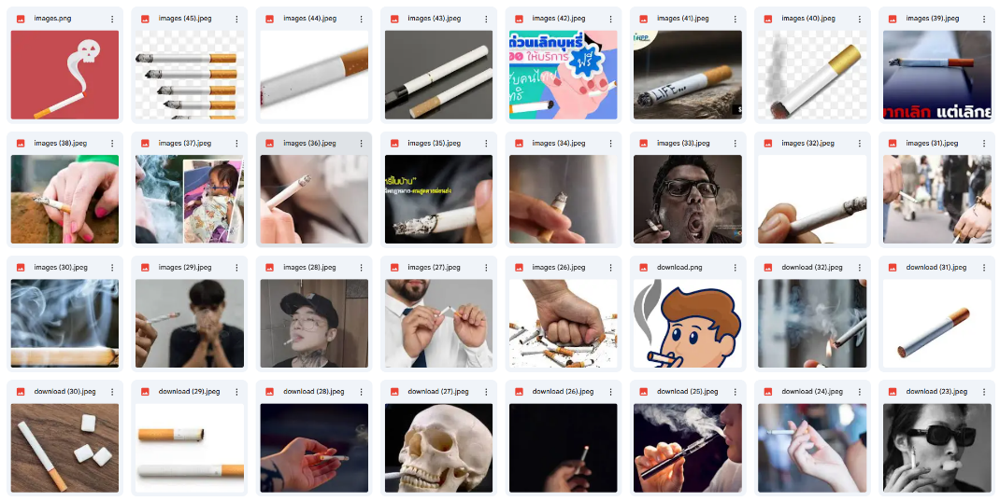 images.png
images (45).jpeg
images (44).jpeg
images (43).jpeg
images (42).jpeg
images (41).jpeg
images (40).jpeg
images (39).jpeg
ด่วนเลิกบุหรี่
ให้บริการ
ฟรี
LIFE...
แต่เลิก
images (38).jpeg
images (37).jpeg
images (36).jpeg
images (35).jpeg
images (34).jpeg
images (33).jpeg
images (32).jpeg
images (31).jpeg
images (30).jpeg
images (29).jpeg
images (28).jpeg
images (27).jpeg
images (26).jpeg
download.png
download (32).jpeg
download (31).jpeg
download (30).jpeg
download (29).jpeg
download (28).jpeg
download (27).jpeg
download (26).jpeg
download (25).jpeg
download (24).jpeg
download (23).jpeg